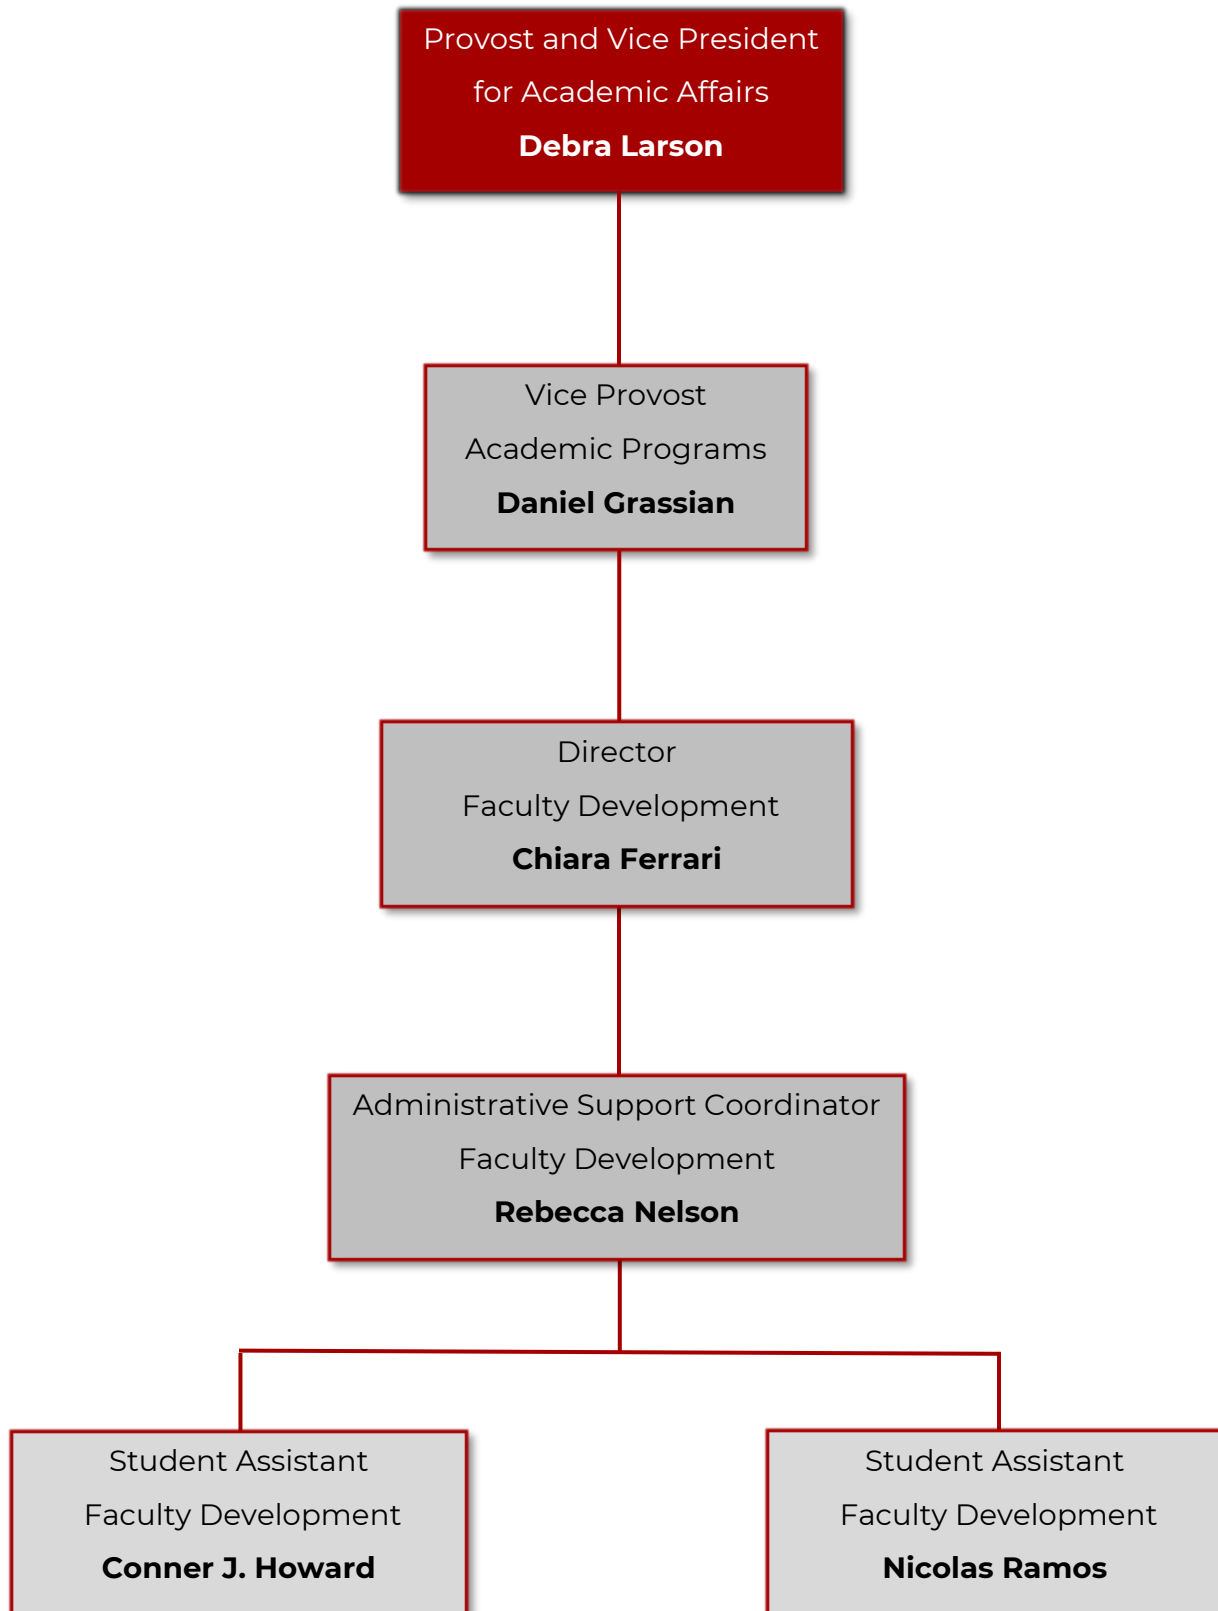 Provost and Vice President
for Academic Affairs
Debra Larson
Vice Provost
Academic Programs
Daniel Grassian
Director
Faculty Development
Chiara Ferrari
Administrative Support Coordinator
Faculty Development
Rebecca Nelson
Student Assistant
Faculty Development
Conner J. Howard
Student Assistant
Faculty Development
Nicolas Ramos